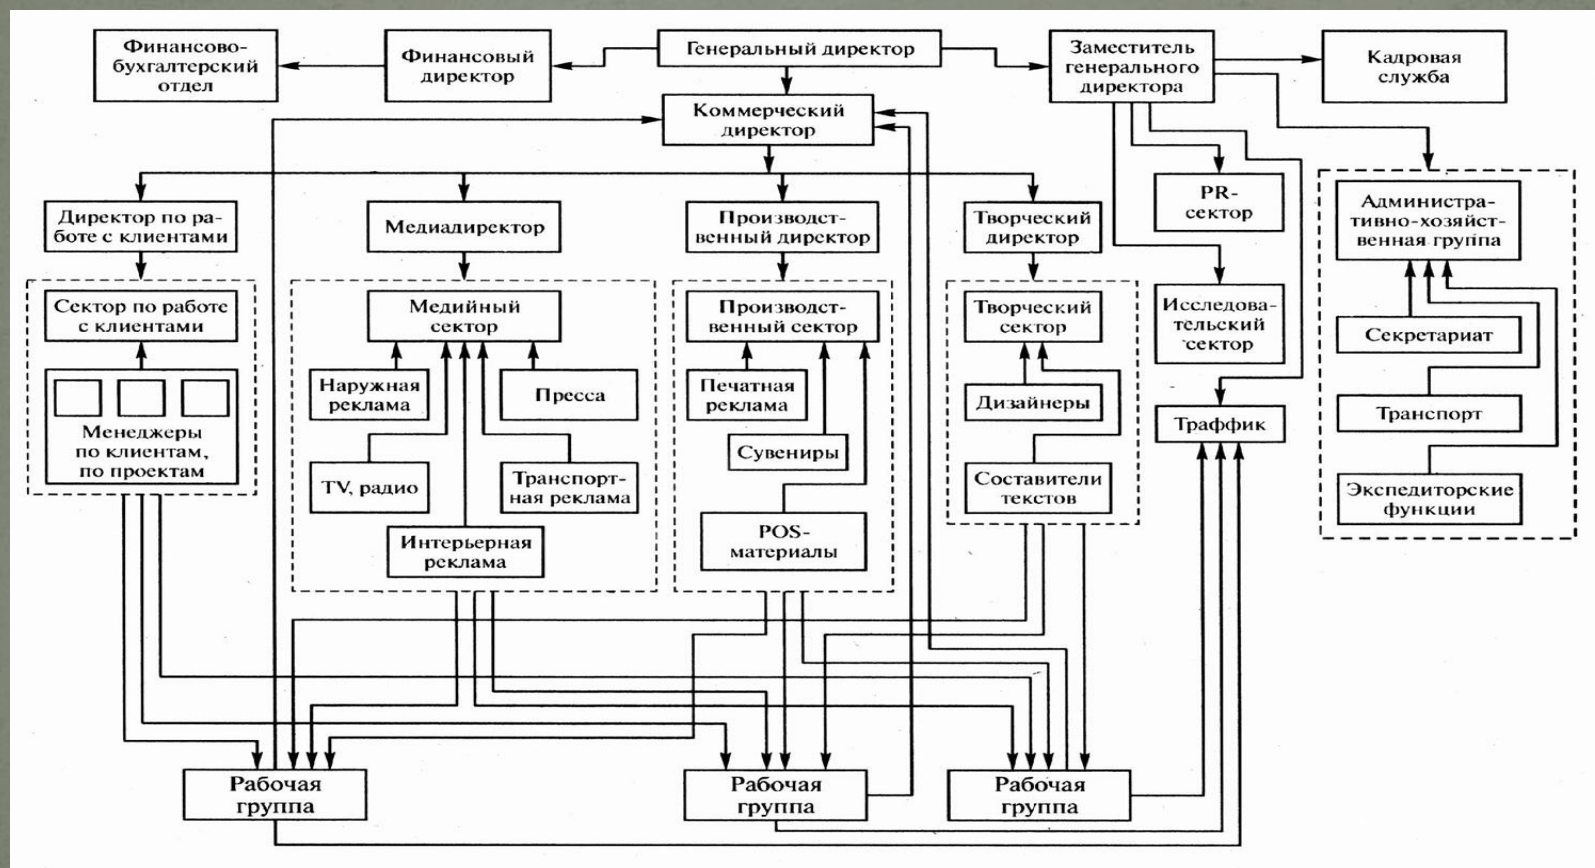 Финансово-
бухгалтерский
отдел
Финансовый
директор
Генеральный директор
Заместитель
генерального
директора
Кадровая
служба
Коммерческий
директор
Директор по ра-
боте с клиентами
Медиадиректор
Производст-
венный директор
Творческий
директор
PR-
сектор
Администра-
тивно-хозяйст-
венная группа
Сектор по работе
с клиентами
Медийный
сектор
Производст-
венный сектор
Творческий
сектор
Исследова-
тельский
сектор
Секретариат
Менеджеры
по клиентам,
по проектам
Наружная
реклама
Пресса
Печатная
реклама
Дизайнеры
Траффик
Транспорт
TV, радио
Транспорт-
ная реклама
Сувениры
Составители
текстов
Экспедиторские
функции
Интерьерная
реклама
POS-
материалы
Рабочая
группа
Рабочая
группа
Рабочая
группа